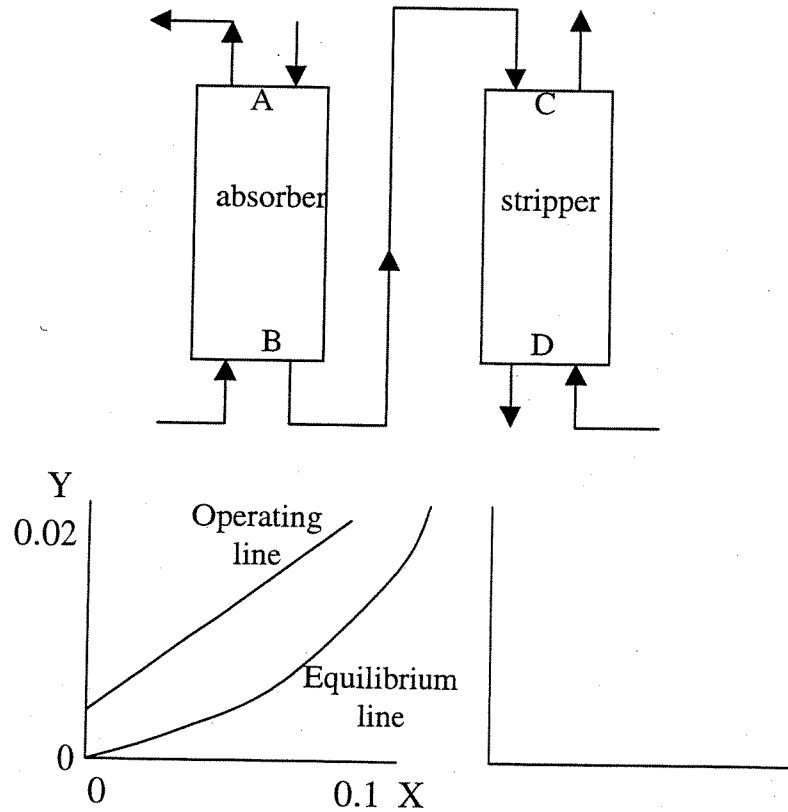 A
C
absorber
stripper
B
D
Y
0.02
Operating
line
Equilibrium
line
0
0
0.1 X